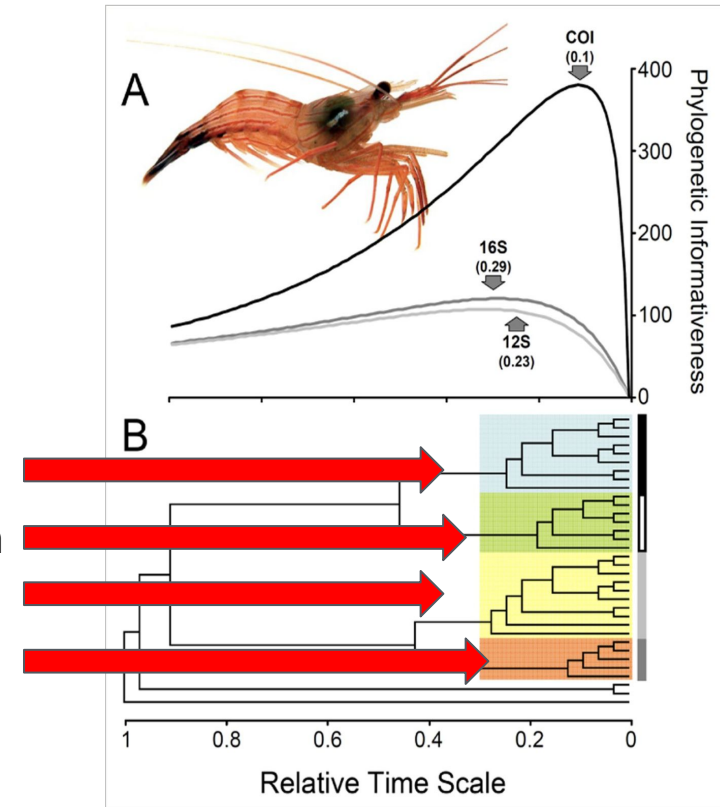 A
COI
(0.1)
400
300
200
100
0
Phylogenetic Informativeness
16S
(0.29)
12S
(0.23)
B
1 0.8 0.6 0.4 0.2 0
Relative Time Scale